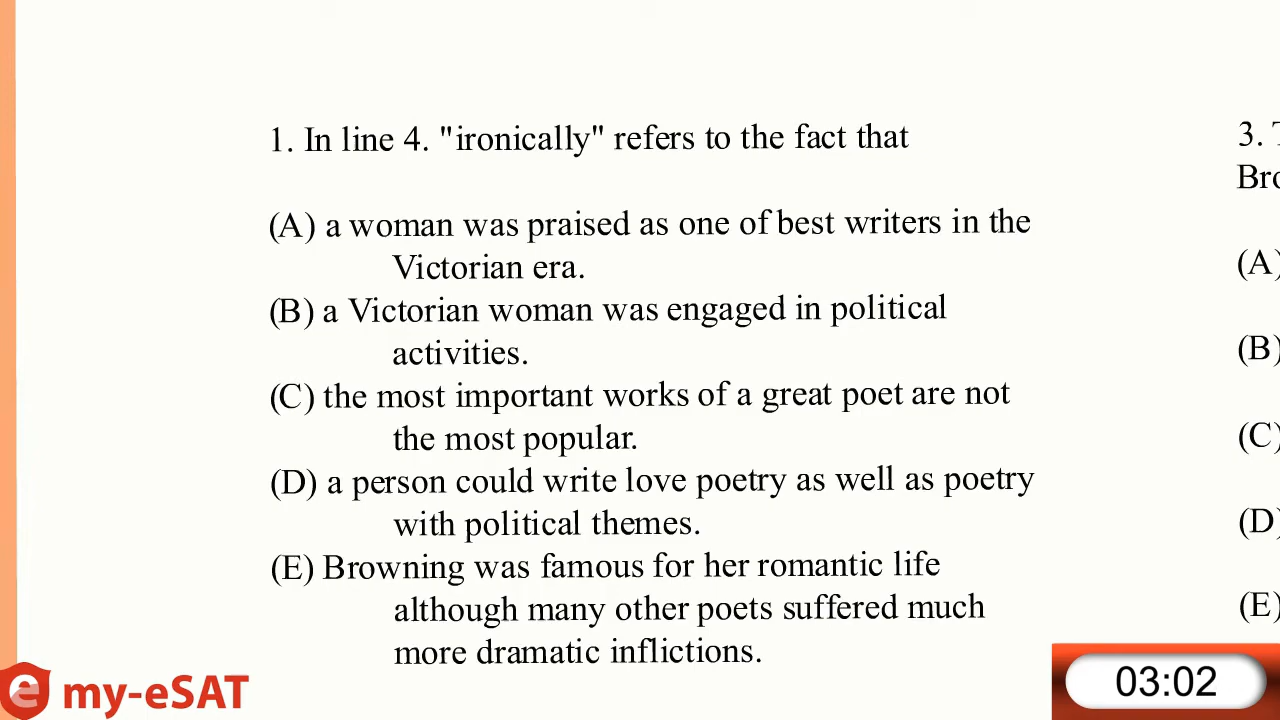 1. In line 4. "ironically" refers to the fact that
(A) a woman was praised as one of best writers in the
Victorian era.
(B) a Victorian woman was engaged in political
activities.
(C) the most important works of a great poet are not
the most popular.
(D) a person could write love poetry as well as poetry
with political themes.
(E) Browning was famous for her romantic life
although many other poets suffered much
more dramatic inflictions.
3.
(A)
(B)
(C)
(D)
(E)
my-eSAT
03:02